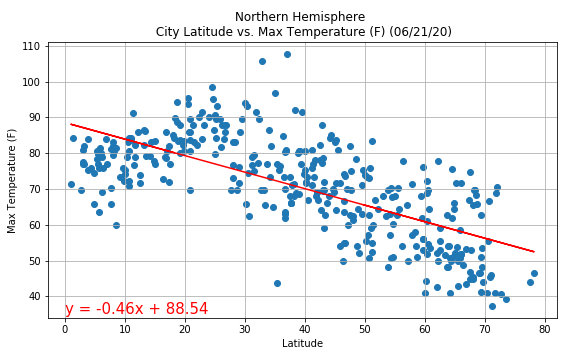 Northern Hemisphere
City Latitude vs. Max Temperature (F) (06/21/20)
110
100
90
80
70
60
50
40
Max Temperature (F)
y = -0.46x + 88.54
0 10 20 30 40 50 60 70 80
Latitude